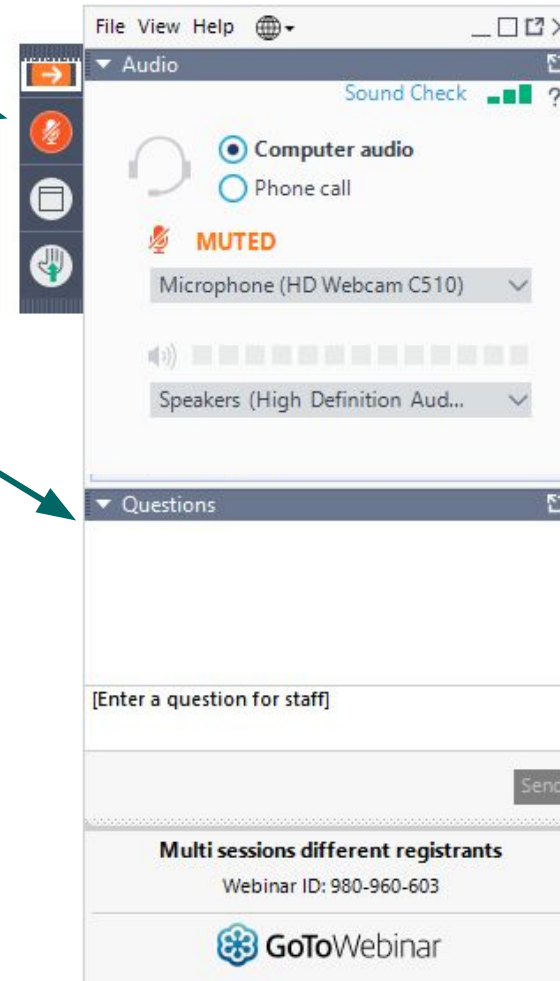 File View Help
Audio
Sound Check ?
Computer audio
Phone call
MUTED
Microphone (HD Webcam C510)
Speakers (High Definition Aud...
Questions
[Enter a question for staff]
Send
Multi sessions different registrants
Webinar ID: 980-960-603
GoToWebinar